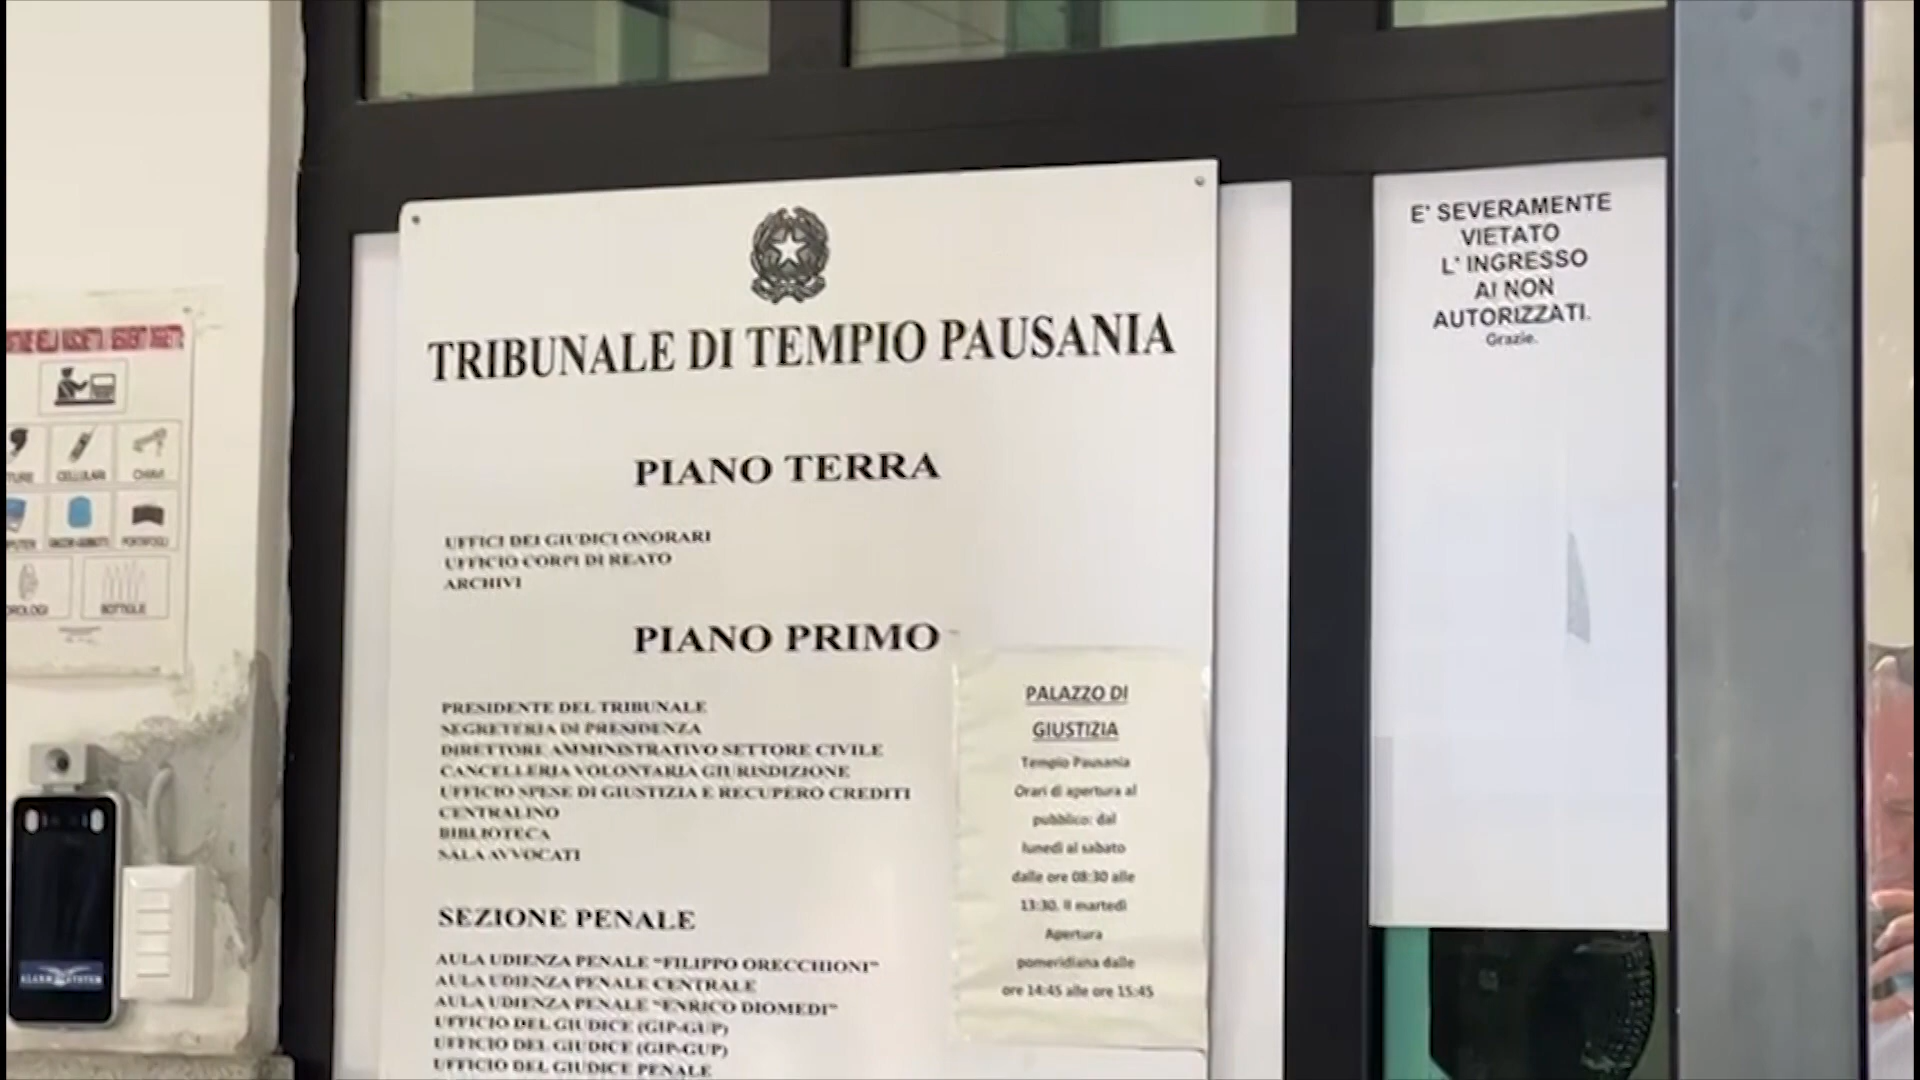 TRIBUNALE DI TEMPIO PAUSANIA
PIANO TERRA
UFFICI DEI GIUDICI ONORARI
UFFICIO CORPI DI REATO
ARCHIVI
PIANO PRIMO
PRESIDENTE DEL TRIBUNALE
SEGRETERIA DI PRESIDENZA
DIRETTORE AMMINISTRATIVO SETTORE CIVILE
CANCELLERIA VOLONTARIA GIURISDIZIONE
UFFICIO SPESE DI GIUSTIZIA E RECUPERO CREDITI
CENTRALINO
BIBLIOTECA
SALA AVVOCATI
SEZIONE PENALE
AULA UDIENZA PENALE "FILIPPO ORECCHIONI"
AULA UDIENZA PENALE CENTRALE
AULA UDIENZA PENALE "ENRICO DIOMEDI"
UFFICIO DEL GIUDICE (GIP-GUP)
UFFICIO DEL GIUDICE (GIP-GUP)
UFFICIO DEL GIUDICE PENALE
PALAZZO DI
GIUSTIZIA
Tempio Pausania
Orari di apertura al
pubblico: dal
lunedì al sabato
dalle ore 08:30 alle
13:30. Il martedì
Apertura
pomeridiana dalle
ore 14:45 alle ore 15:45
E' SEVERAMENTE
VIETATO
L' INGRESSO
AI NON
AUTORIZZATI.
Grazie.
CELLULARI
CHIAVI
PORTAFOGLI
BOTTIGLIE